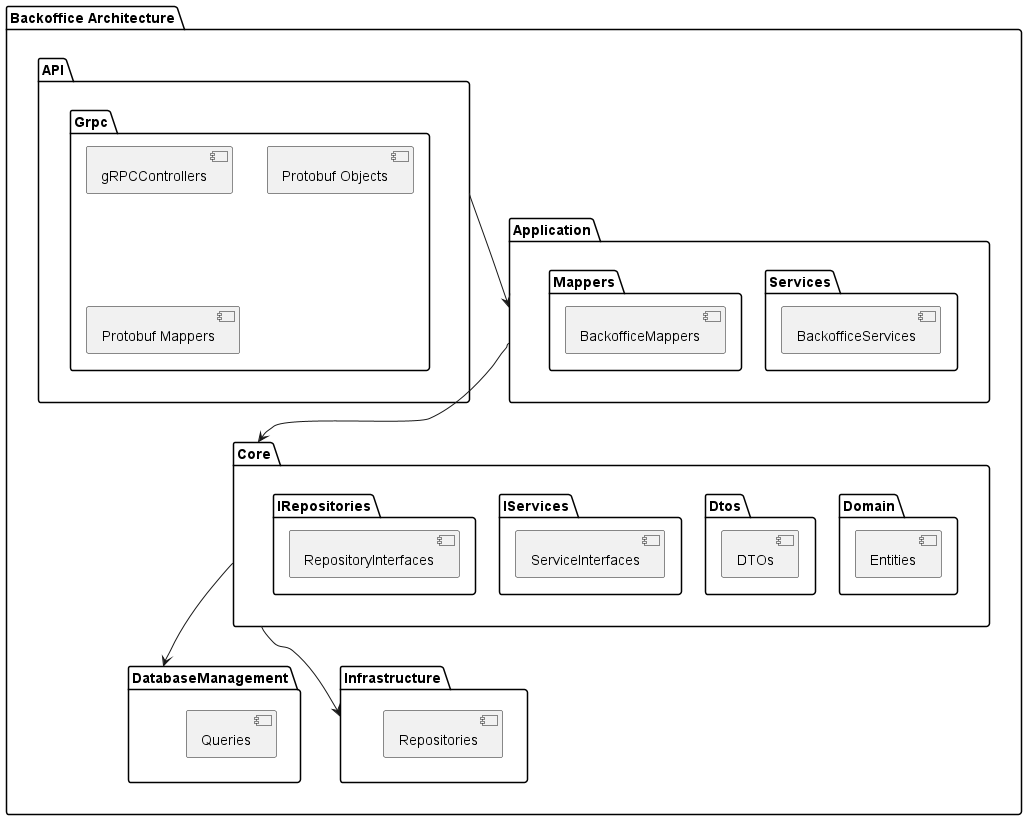 Backoffice Architecture
API
Grpc
gRPCControllers
Protobuf Objects
Protobuf Mappers
Application
Mappers
BackofficeMappers
Services
BackofficeServices
Core
IRepositories
RepositoryInterfaces
IServices
ServiceInterfaces
Dtos
DTOs
Domain
Entities
DatabaseManagement
Queries
Infrastructure
Repositories